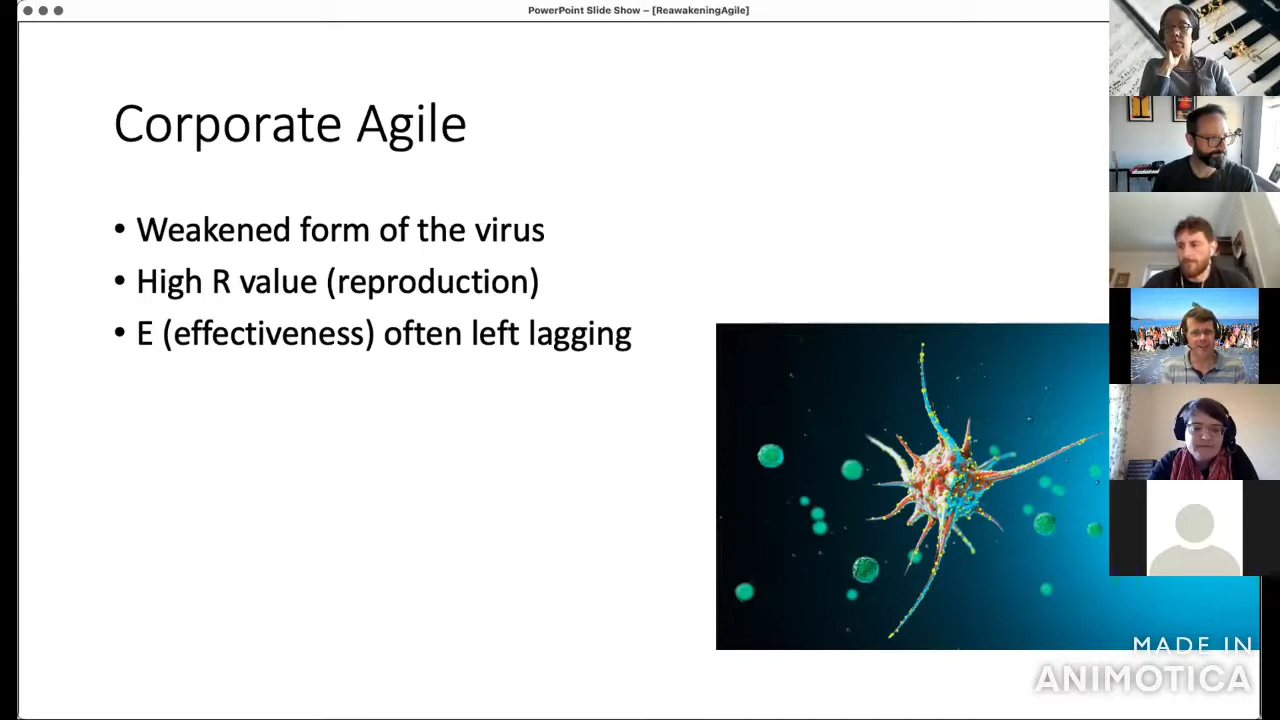 PowerPoint Slide Show – [ReawakeningAgile]
Corporate Agile
• Weakened form of the virus
• High R value (reproduction)
• E (effectiveness) often left lagging
MADE IN
ANIMOTICA